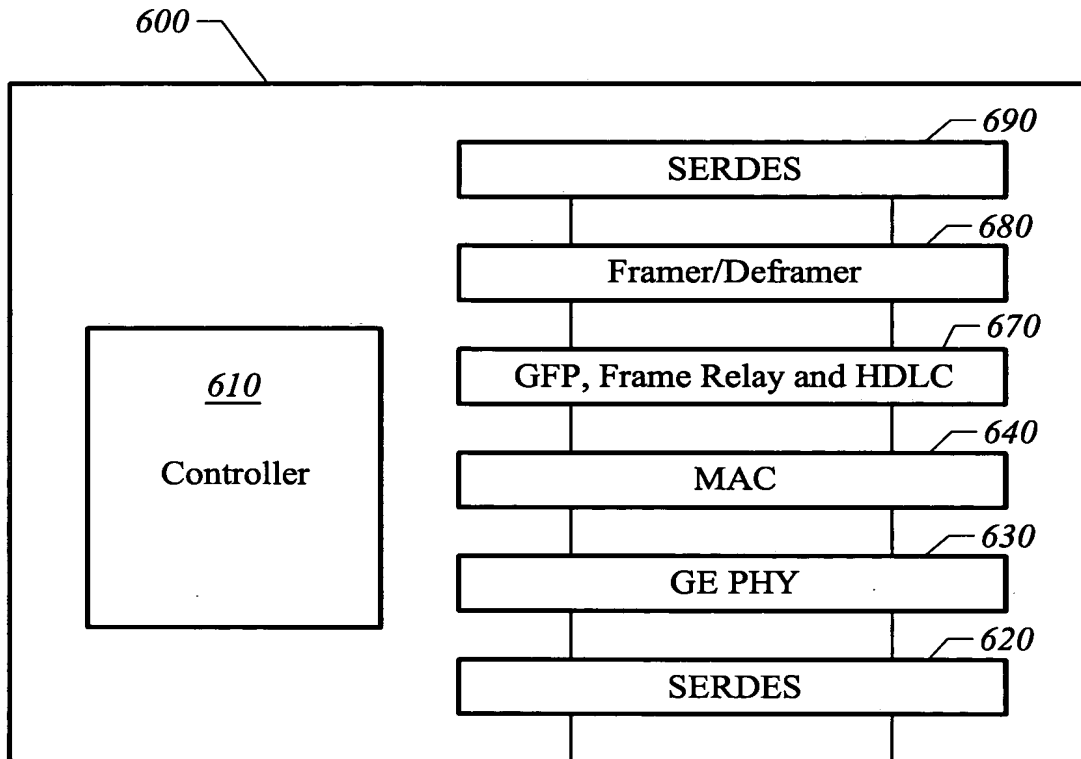 600
690
SERDES
680
Framer/Deframer
670
GFP, Frame Relay and HDLC
610
Controller
640
MAC
630
GE PHY
620
SERDES